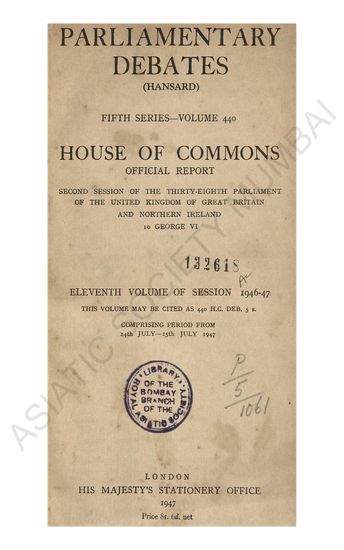 PARLIAMENTARY
DEBATES
(HANSARD)
FIFTH SERIES—VOLUME 440
HOUSE OF COMMONS
OFFICIAL REPORT
SECOND SESSION OF THE THIRTY-EIGHTH PARLIAMENT
OF THE UNITED KINGDOM OF GREAT BRITAIN
AND NORTHERN IRELAND
10 GEORGE VI
132618
ELEVENTH VOLUME OF SESSION 1946-47
THIS VOLUME MAY BE CITED AS 440 H.C. DEB. 5 s.
COMPRISING PERIOD FROM
14th JULY—25th JULY 1947
LIBRARY
OF THE
BOMBAY
BRANCH
OF THE
ROYAL ASIATIC SOCIETY
P/5/1061
LONDON
HIS MAJESTY'S STATIONERY OFFICE
1947
Price 8s. 6d. net
ASIATIC SOCIETY MUMBAI